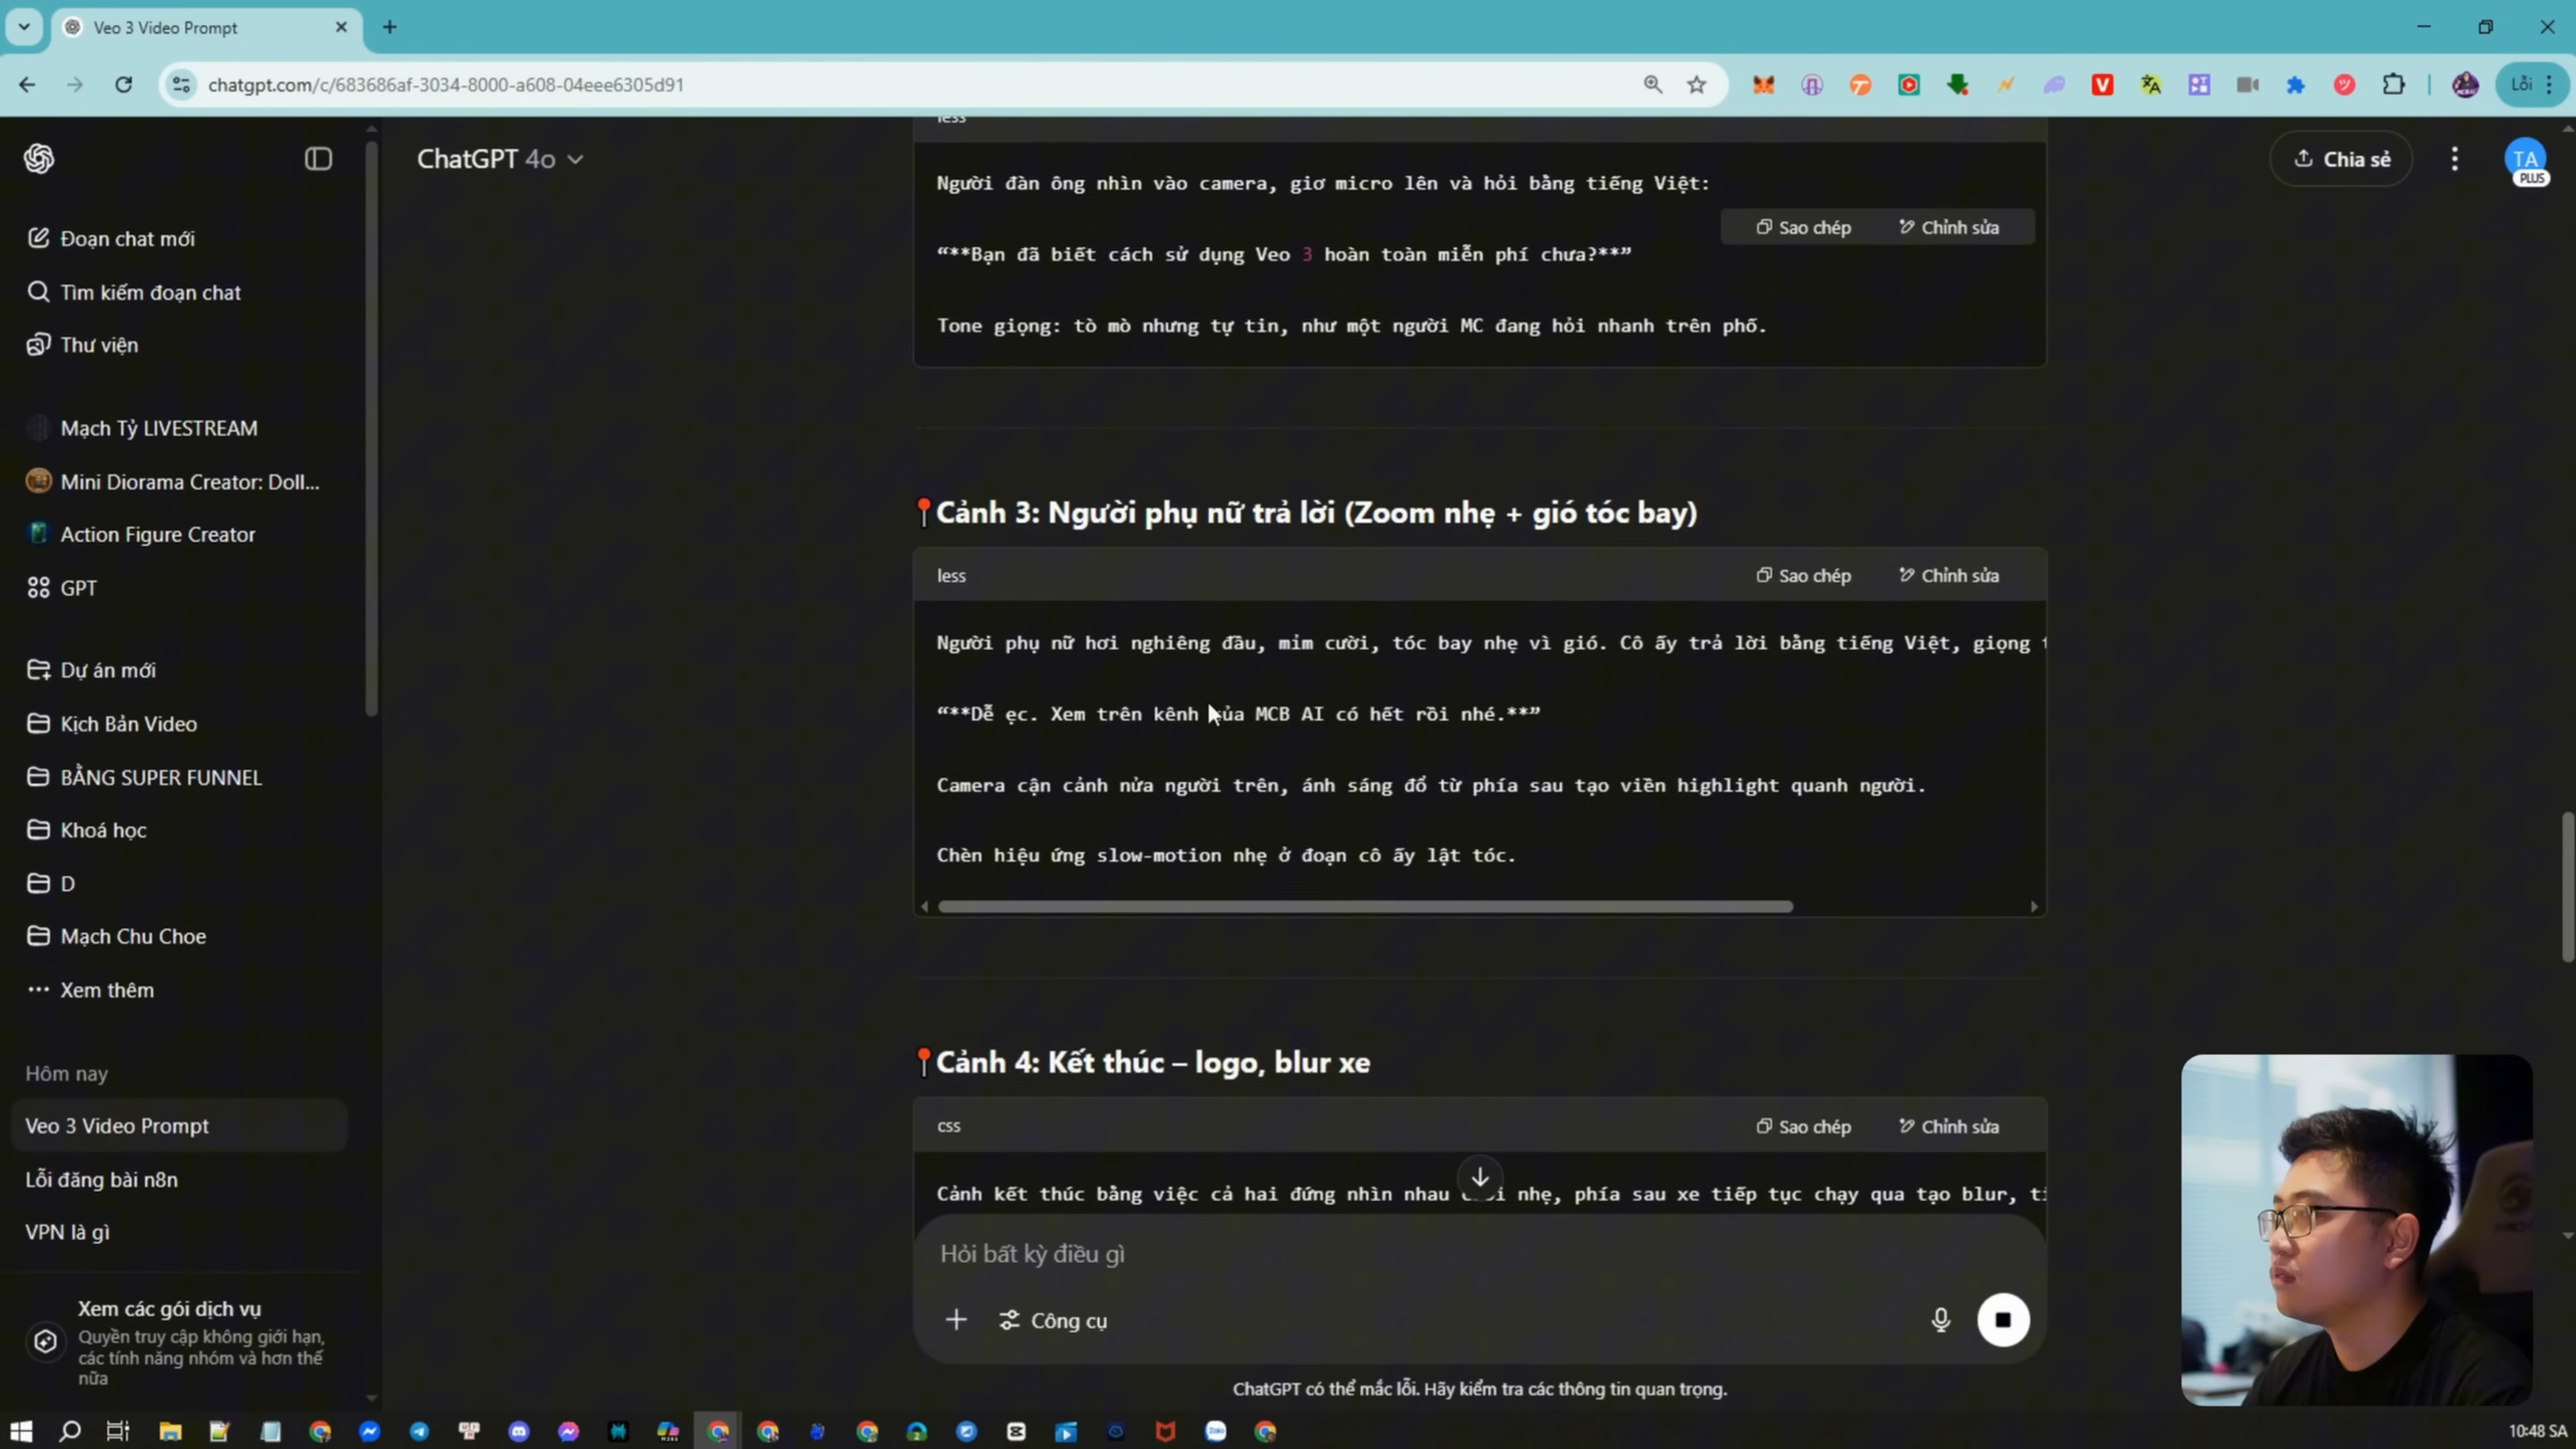 Veo 3 Video Prompt
chatgpt.com/c/683686af-3034-8000-a608-04eee6305d91
Lỗi
ChatGPT 4o
Chia sẻ
TA
PLUS
Đoạn chat mới
Tìm kiếm đoạn chat
Thư viện
Mạch Tỷ LIVESTREAM
Mini Diorama Creator: Doll...
Action Figure Creator
GPT
Dự án mới
Kịch Bản Video
BẰNG SUPER FUNNEL
Khoá học
D
Mạch Chu Choe
Xem thêm
Hôm nay
Veo 3 Video Prompt
Lỗi đăng bài n8n
VPN là gì
Xem các gói dịch vụ
Quyền truy cập không giới hạn,
các tính năng nhóm và hơn thế
nữa
less
Người đàn ông nhìn vào camera, giơ micro lên và hỏi bằng tiếng Việt:
Sao chép Chỉnh sửa
“**Bạn đã biết cách sử dụng Veo 3 hoàn toàn miễn phí chưa?**”
Tone giọng: tò mò nhưng tự tin, như một người MC đang hỏi nhanh trên phố.
Cảnh 3: Người phụ nữ trả lời (Zoom nhẹ + gió tóc bay)
less Sao chép Chỉnh sửa
Người phụ nữ hơi nghiêng đầu, mỉm cười, tóc bay nhẹ vì gió. Cô ấy trả lời bằng tiếng Việt, giọng
“**Dễ ẹc. Xem trên kênh của MCB AI có hết rồi nhé.**”
Camera cận cảnh nửa người trên, ánh sáng đổ từ phía sau tạo viền highlight quanh người.
Chèn hiệu ứng slow-motion nhẹ ở đoạn cô ấy lật tóc.
Cảnh 4: Kết thúc – logo, blur xe
css Sao chép Chỉnh sửa
Cảnh kết thúc bằng việc cả hai đứng nhìn nhau nhẹ, phía sau xe tiếp tục chạy qua tạo blur,
Hỏi bất kỳ điều gì
Công cụ
ChatGPT có thể mắc lỗi. Hãy kiểm tra các thông tin quan trọng.
10:48 SA